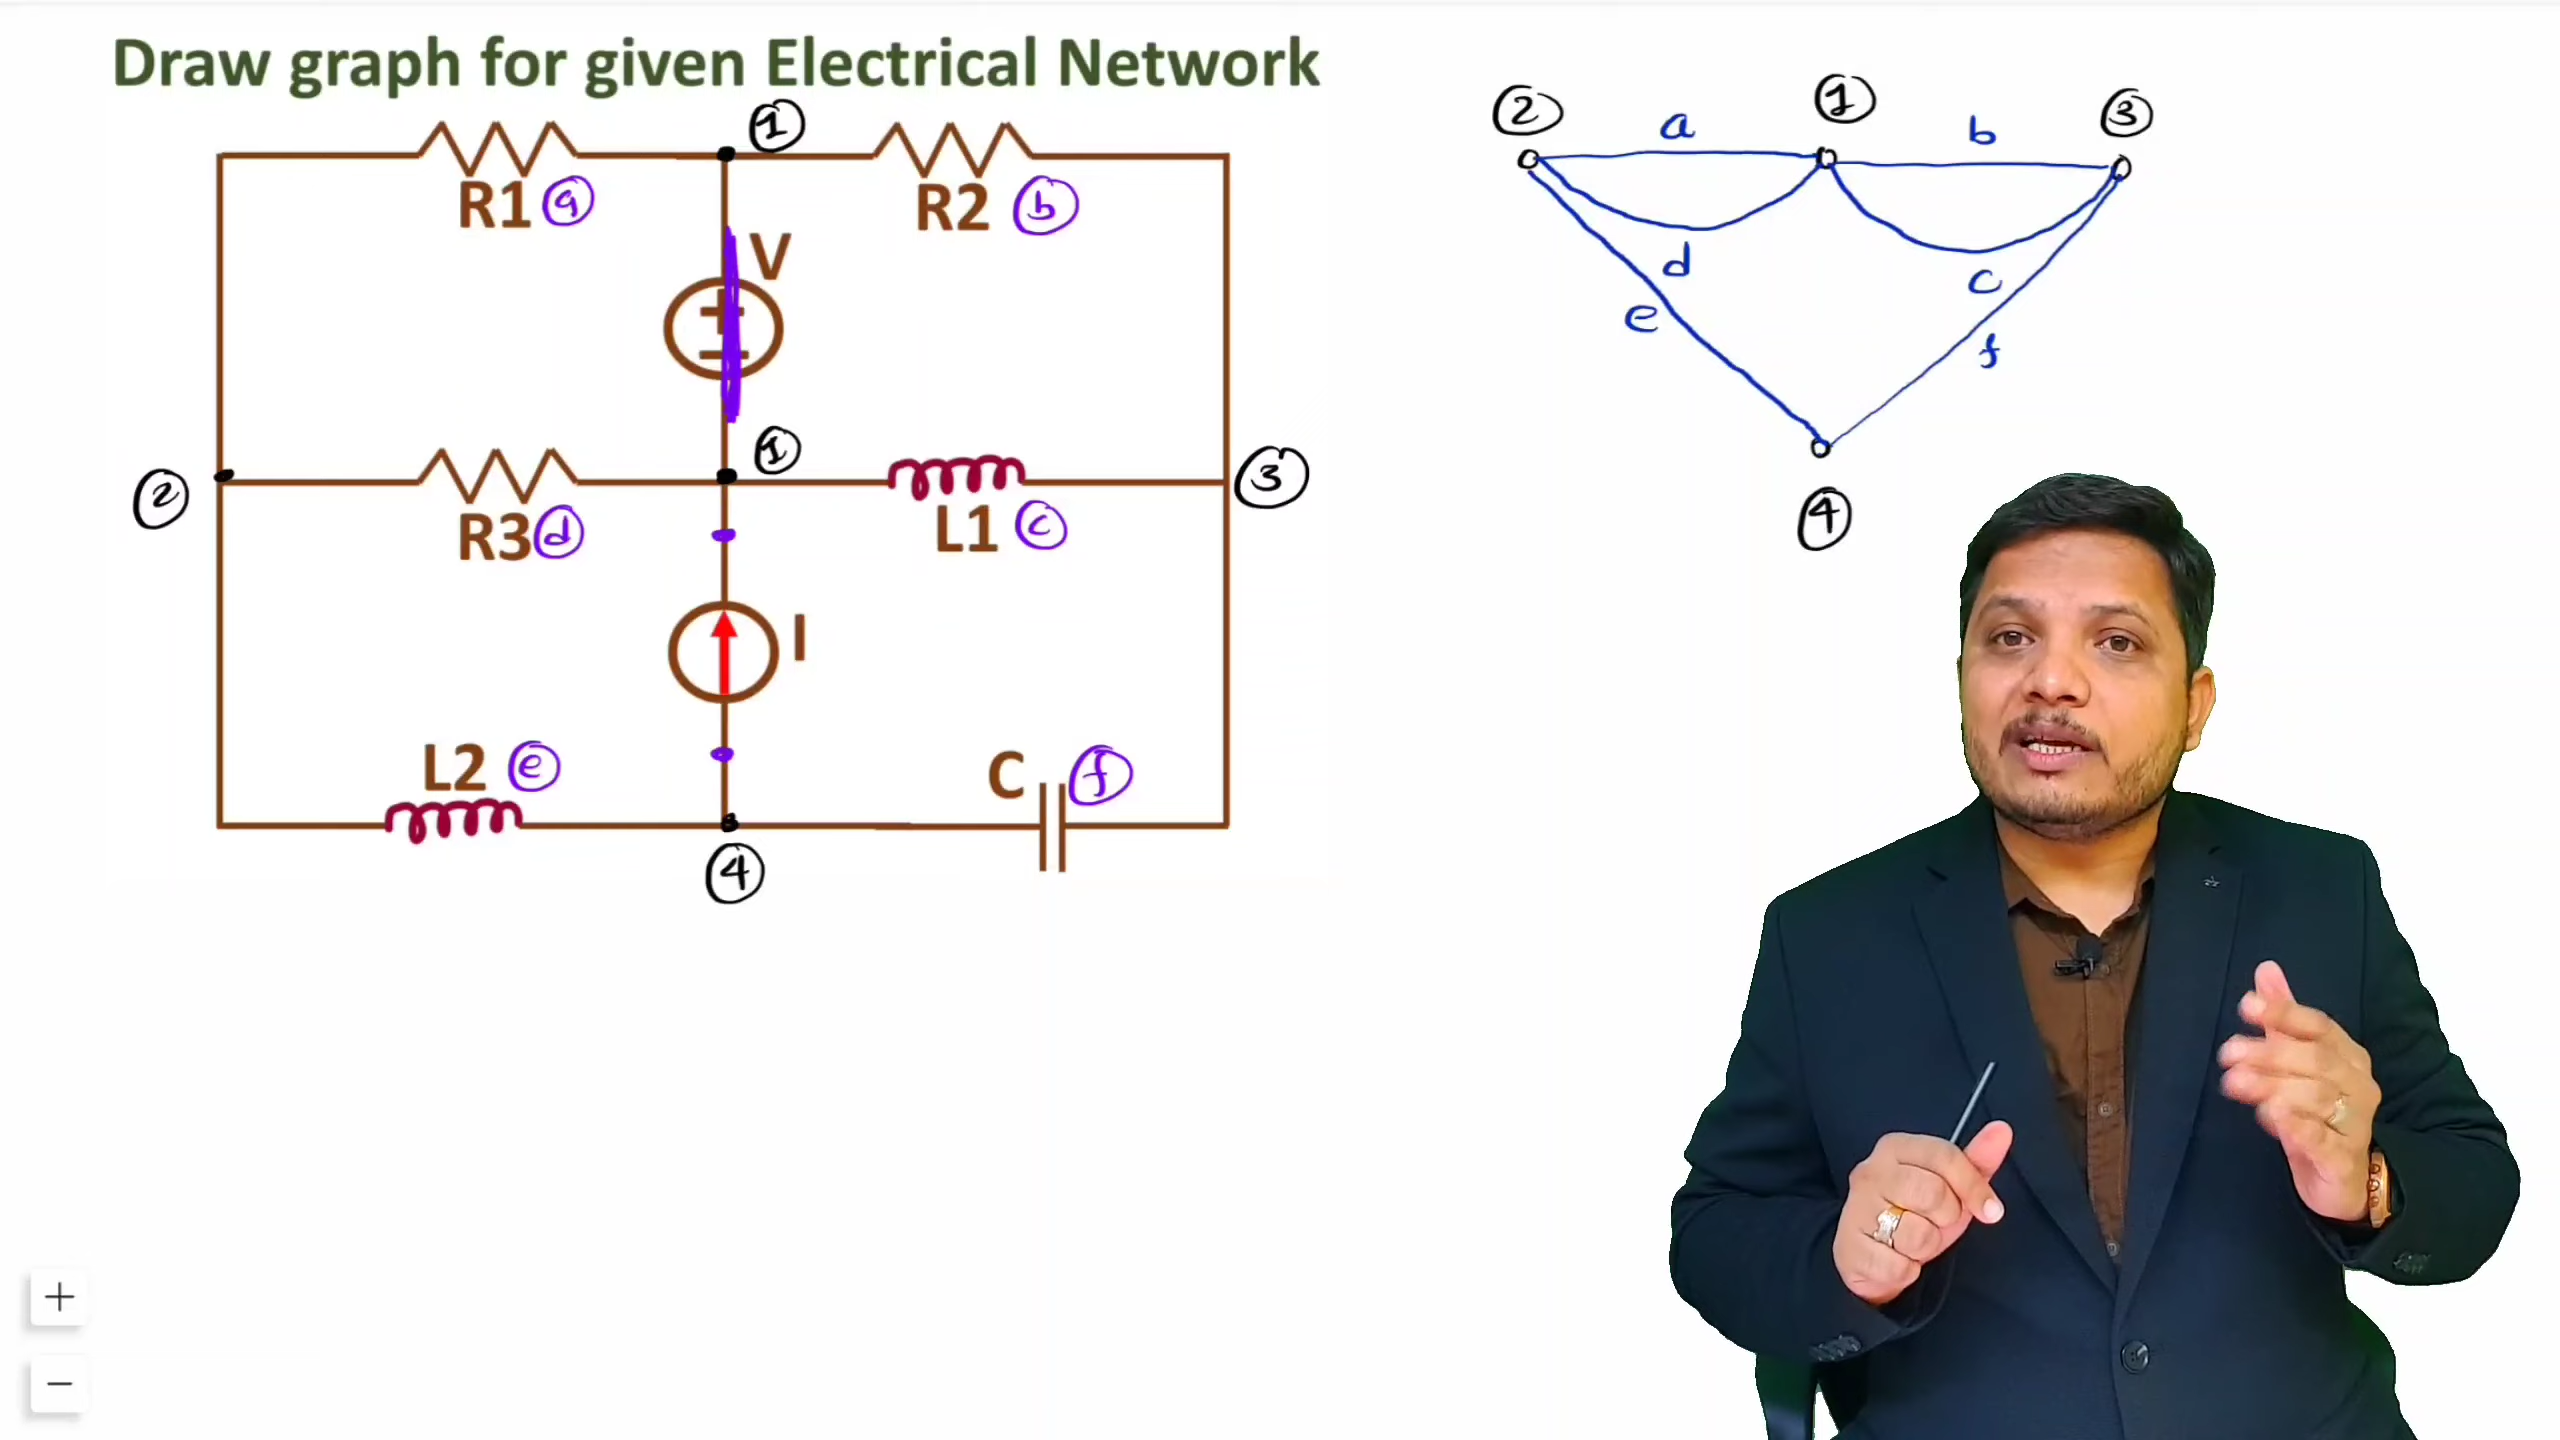 Draw graph for given Electrical Network
1
R1 a
R2 b
V
+
−
1
2
3
R3 d
L1 c
I
L2 e
C f
4
2 1 3
a b
d c
e f
4
+
−